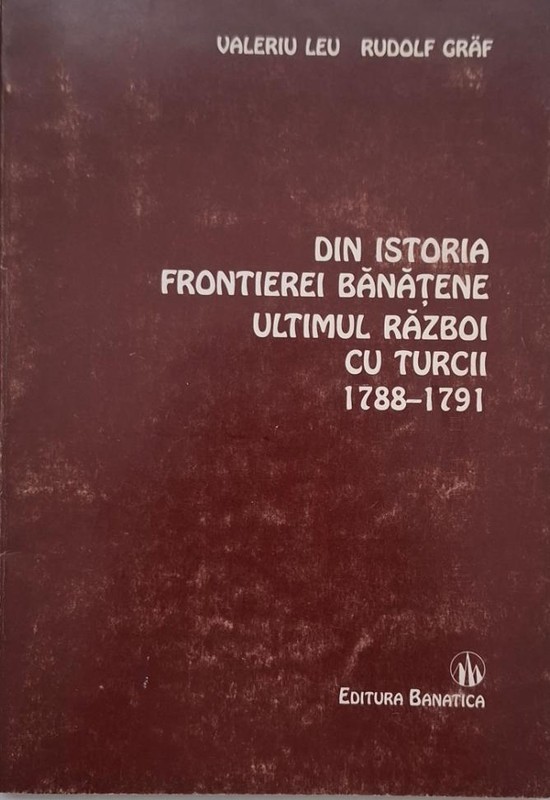 VALERIU LEU RUDOLF GRÄF
DIN ISTORIA
FRONTIEREI BĂNĂȚENE
ULTIMUL RĂZBOI
CU TURCII
1788–1791
EDITURA BANATICA